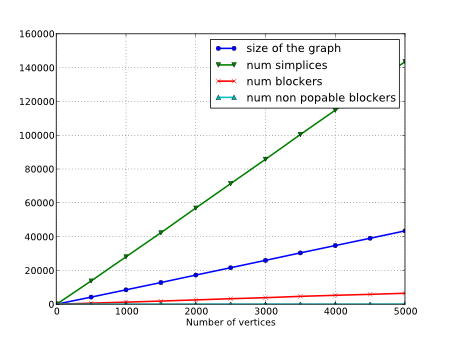 160000
140000
120000
100000
80000
60000
40000
20000
0
size of the graph
num simplices
num blockers
num non popable blockers
0 1000 2000 3000 4000 5000
Number of vertices